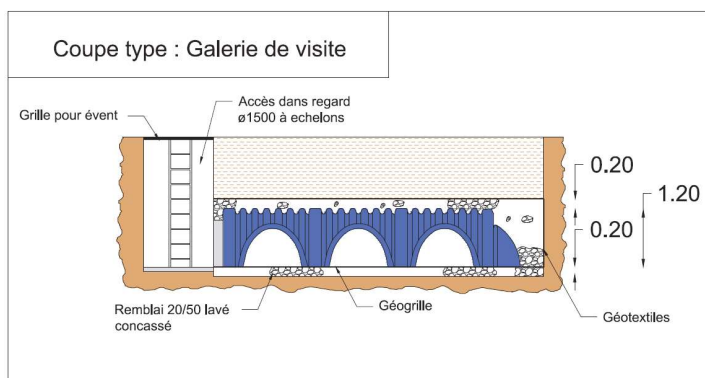 Coupe type : Galerie de visite
Accès dans regard
ø1500 à echelons
Grille pour évent
0.20
1.20
0.20
Remblai 20/50 lavé
concassé
Géogrille
Géotextiles